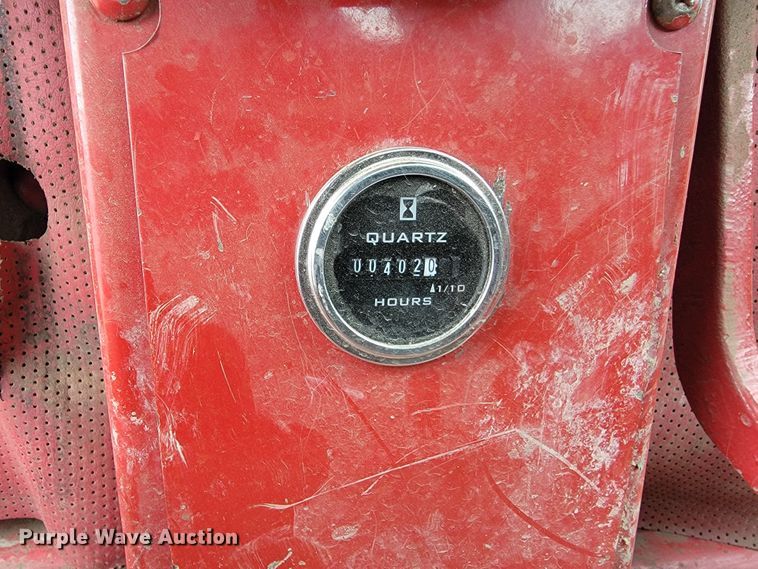 QUARTZ
004020
1/10
HOURS
Purple Wave Auction